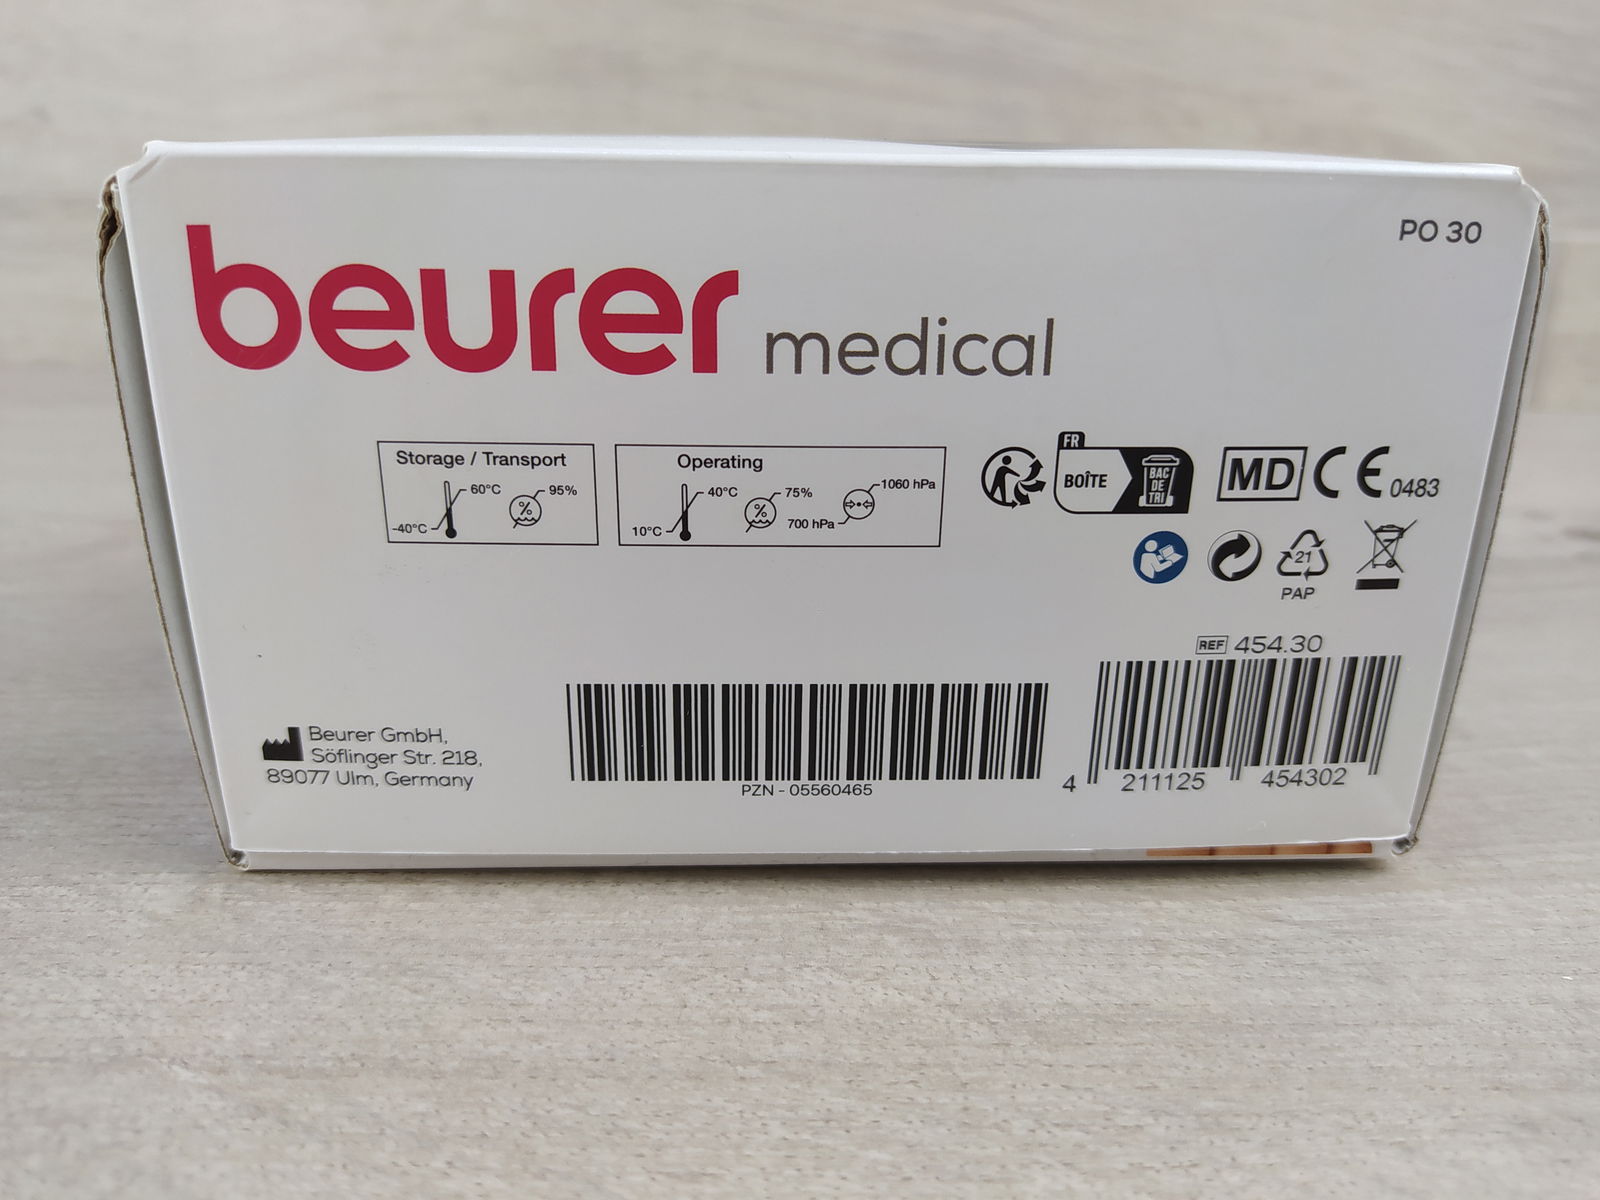 PO 30
beurer medical
Storage / Transport
60°C
95%
-40°C
Operating
40°C
75%
1060 hPa
10°C
700 hPa
FR
BOÎTE
BAC
DE
TRI
MD CE 0483
21
PAP
REF 454.30
Beurer GmbH,
Söflinger Str. 218,
89077 Ulm, Germany
PZN - 05560465
4 211125 454302